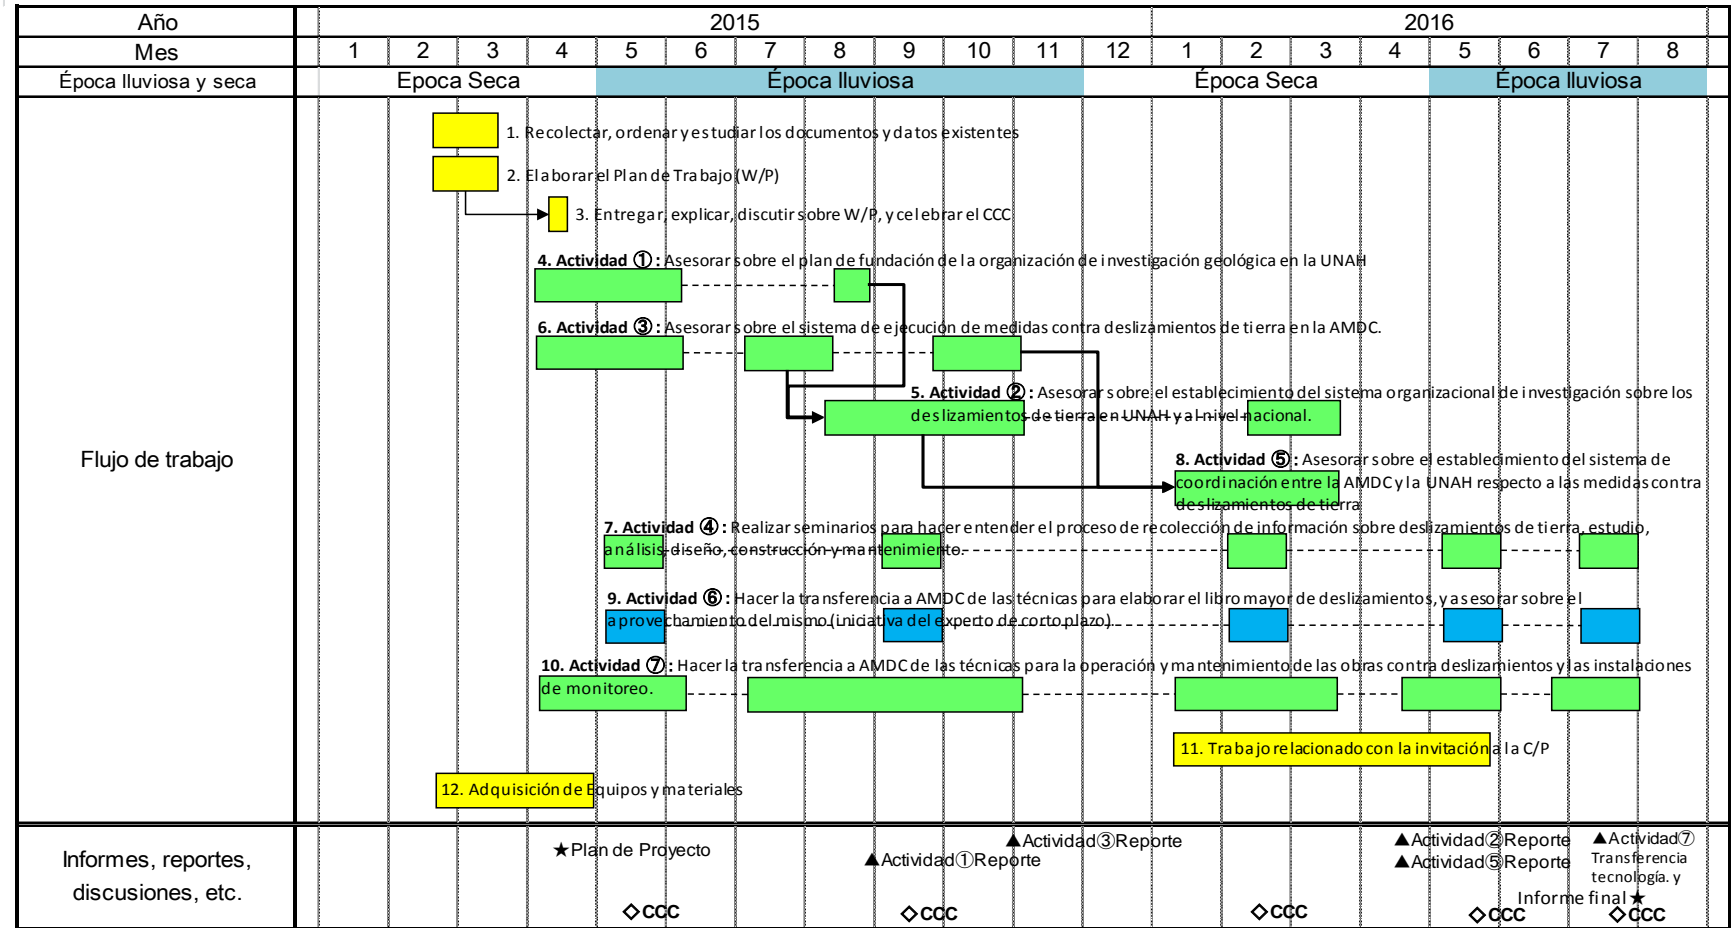 Año 2015 2016
Mes 1 2 3 4 5 6 7 8 9 10 11 12 1 2 3 4 5 6 7 8
Época lluviosa y seca Epoca Seca Época lluviosa Época Seca Época lluviosa
1. Recolectar, ordenar y estudiar los documentos y datos existentes
2. Elaborar el Plan de Trabajo (W/P)
3. Entregar, explicar, discutir sobre W/P, y celebrar el CCC
4. Actividad ①: Asesorar sobre el plan de fundación de la organización de investigación geológica en la UNAH
6. Actividad ③: Asesorar sobre el sistema de ejecución de medidas contra deslizamientos de tierra en la AMDC.
5. Actividad ②: Asesorar sobre el establecimiento del sistema organizacional de investigación sobre los
deslizamientos de tierra en UNAH y al nivel nacional.
Flujo de trabajo
8. Actividad ⑤: Asesorar sobre el establecimiento del sistema de
coordinación entre la AMDC y la UNAH respecto a las medidas contra
deslizamientos de tierra
7. Actividad ④: Realizar seminarios para hacer entender el proceso de recolección de información sobre deslizamientos de tierra, estudio,
análisis, diseño, construcción y mantenimiento.
9. Actividad ⑥: Hacer la transferencia a AMDC de las técnicas para elaborar el libro mayor de deslizamientos, y asesorar sobre el
aprovechamiento del mismo (iniciativa del experto de corto plazo).
10. Actividad ⑦: Hacer la transferencia a AMDC de las técnicas para la operación y mantenimiento de las obras contra deslizamientos y las instalaciones
de monitoreo.
11. Trabajo relacionado con la invitación a la C/P
12. Adquisición de Equipos y materiales
Informes, reportes,
discusiones, etc.
★Plan de Proyecto
▲Actividad①Reporte
▲Actividad③Reporte
▲Actividad②Reporte
▲Actividad⑤Reporte
▲Actividad⑦
Transferencia
tecnología. y
Informe final★
◇CCC ◇CCC ◇CCC ◇CCC ◇CCC